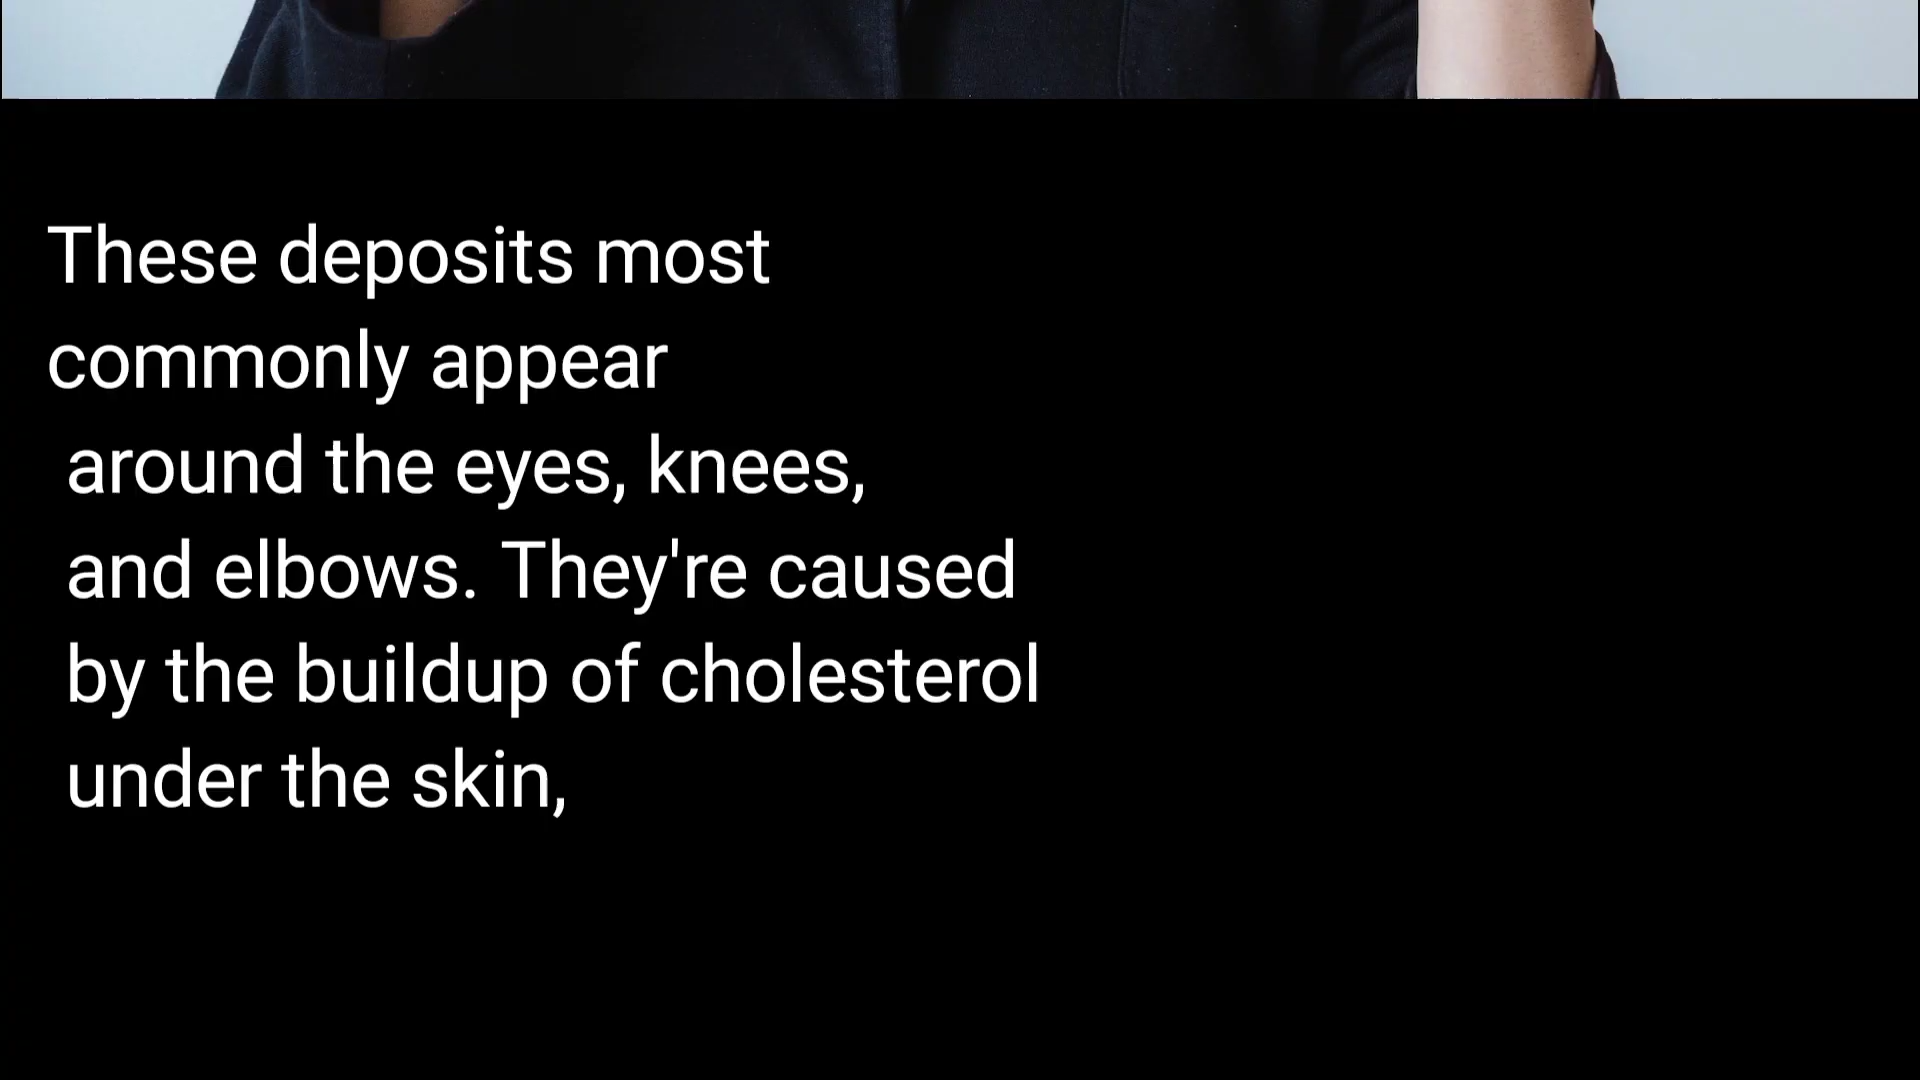 These deposits most
commonly appear
around the eyes, knees,
and elbows. They're caused
by the buildup of cholesterol
under the skin,